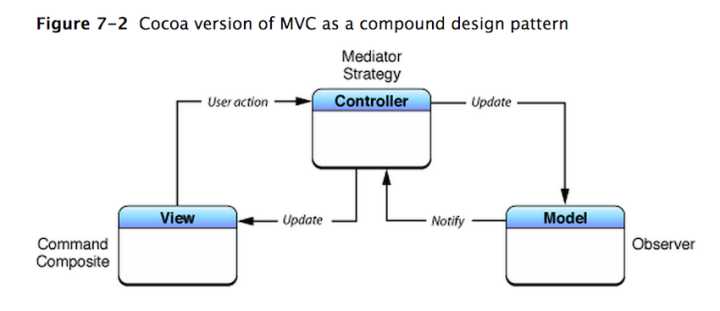 Figure 7–2 Cocoa version of MVC as a compound design pattern
Mediator
Strategy
Controller
User action
Update
View
Update
Notify
Model
Command
Composite
Observer